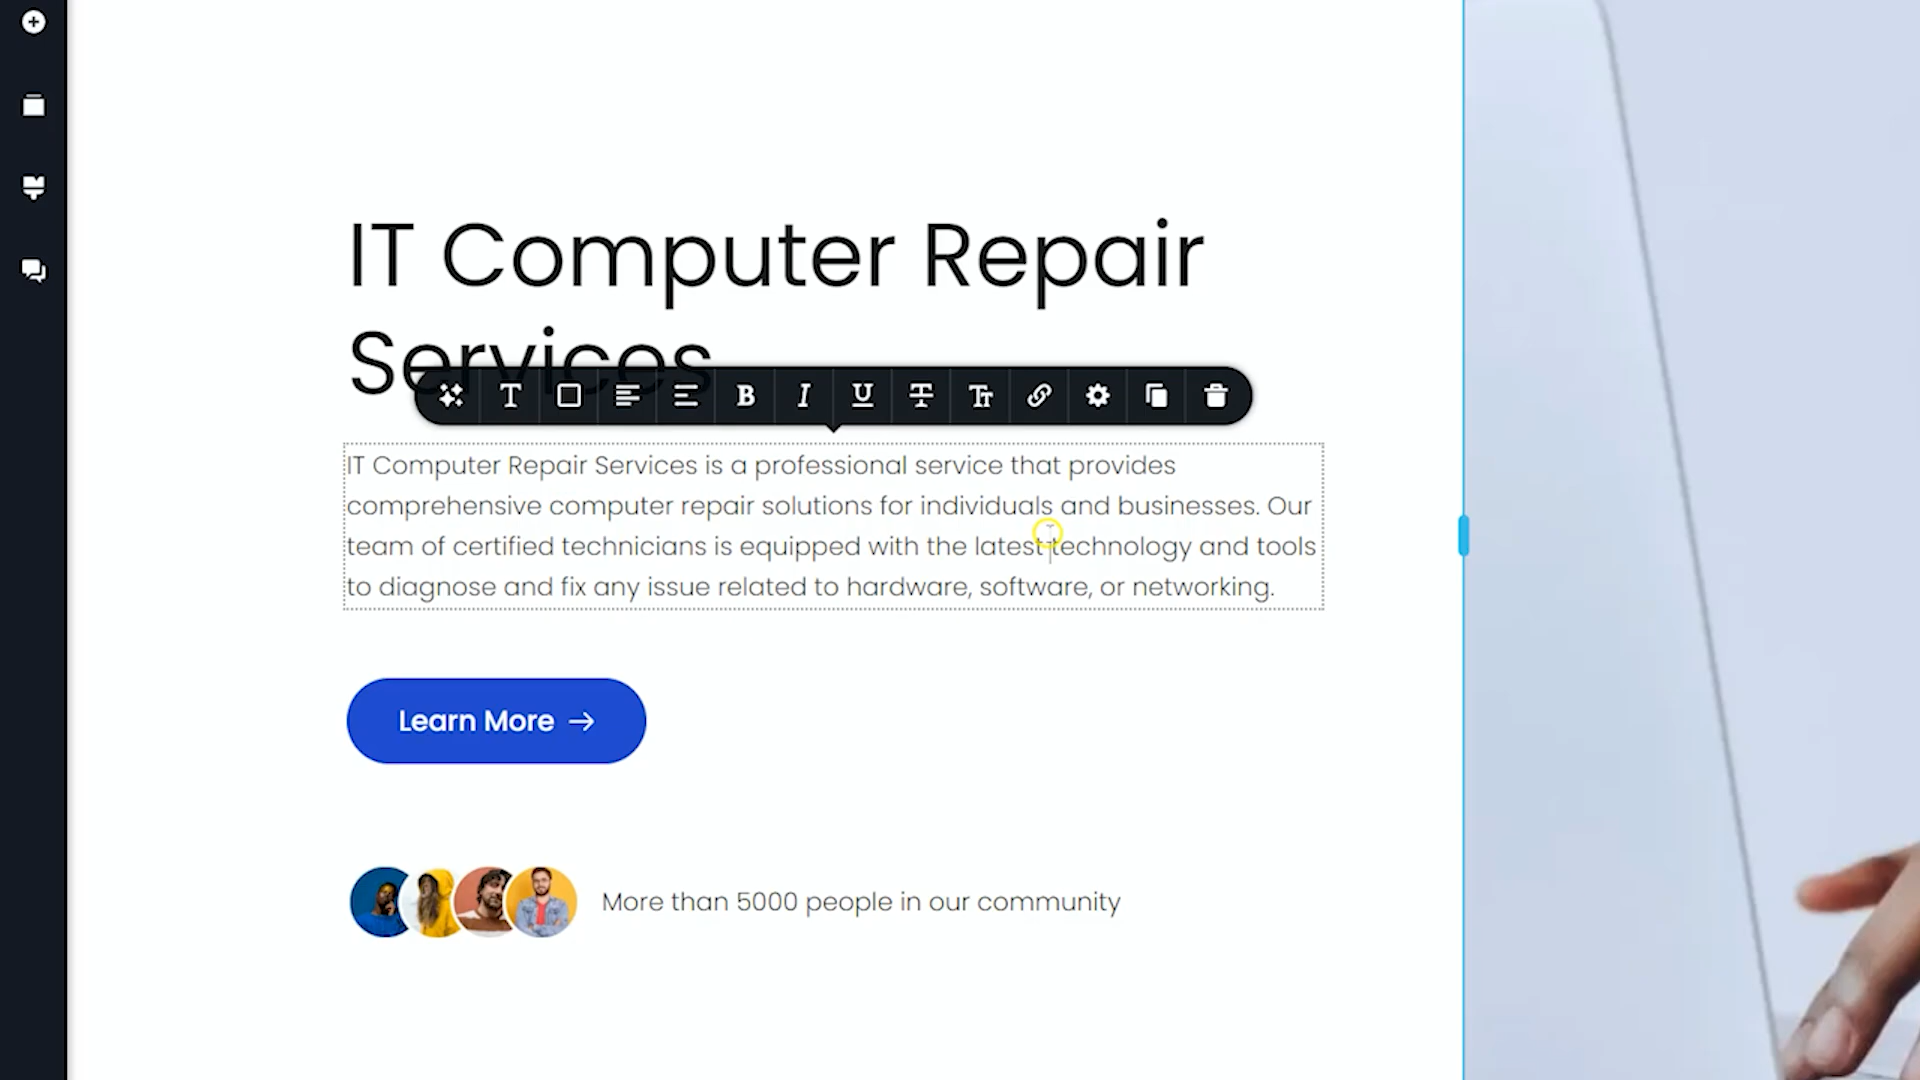 IT Computer Repair
Services
IT Computer Repair Services is a professional service that provides
comprehensive computer repair solutions for individuals and businesses. Our
team of certified technicians is equipped with the latest technology and tools
to diagnose and fix any issue related to hardware, software, or networking.
Learn More →
More than 5000 people in our community